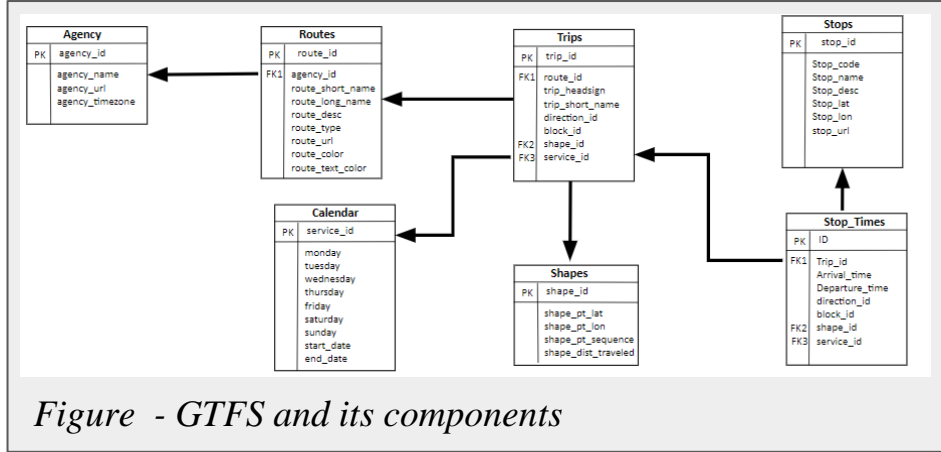 Agency
PK agency_id
agency_name
agency_url
agency_timezone
Routes
PK route_id
FK1 agency_id
route_short_name
route_long_name
route_desc
route_type
route_url
route_color
route_text_color
Trips
PK trip_id
FK1 route_id
trip_headsign
trip_short_name
direction_id
block_id
FK2 shape_id
FK3 service_id
Stops
PK stop_id
Stop_code
Stop_name
Stop_desc
Stop_lat
Stop_lon
stop_url
Calendar
PK service_id
monday
tuesday
wednesday
thursday
friday
saturday
sunday
start_date
end_date
Shapes
PK shape_id
shape_pt_lat
shape_pt_lon
shape_pt_sequence
shape_dist_traveled
Stop_Times
PK ID
FK1 Trip_id
Arrival_time
Departure_time
direction_id
block_id
FK2 shape_id
FK3 service_id
Figure - GTFS and its components